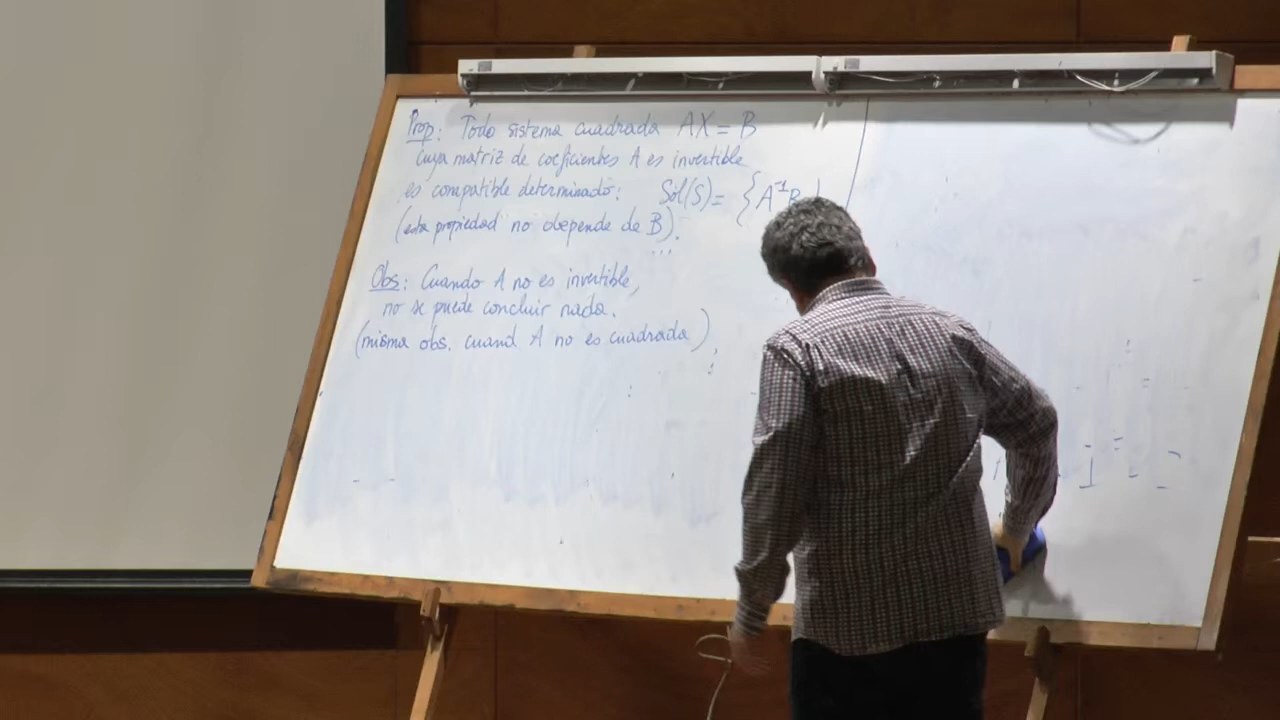 Prop: Todo sistema cuadrada AX = B
cuya matriz de coeficientes A es invertible
es compatible determinado: Sol(S) = {A⁻¹B
(esta propiedad no depende de B).
...
Obs: Cuando A no es invertible,
no se puede concluir nada.
(misma obs. cuand A no es cuadrada)